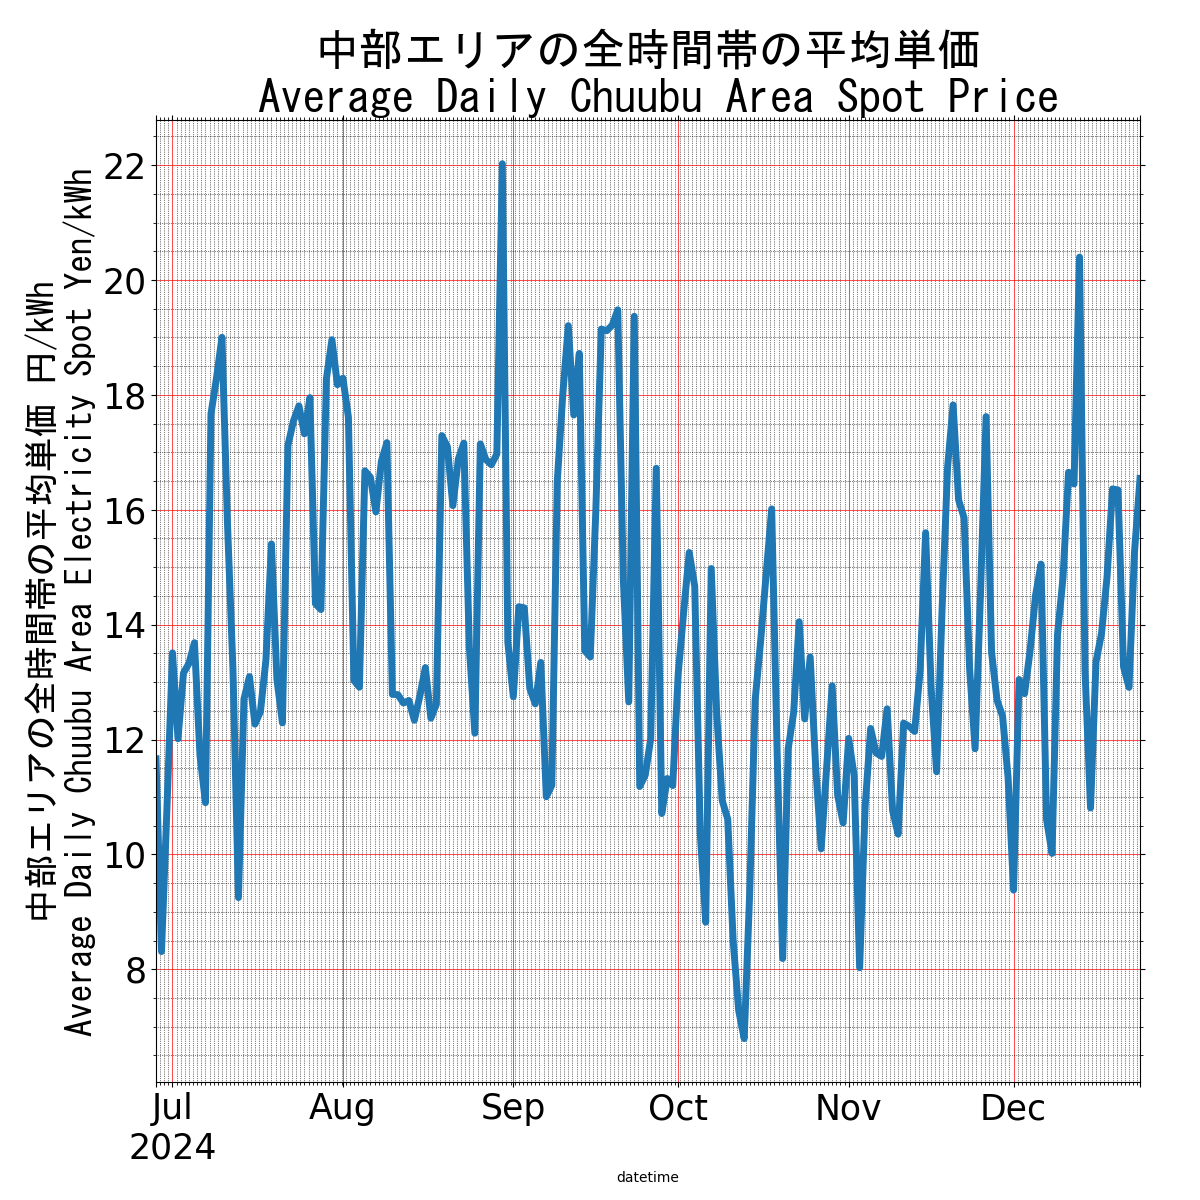 中部エリアの全時間帯の平均単価
Average Daily Chuubu Area Spot Price
中部エリアの全時間帯の平均単価 円/kWh
Average Daily Chuubu Area Electricity Spot Yen/kWh
22
20
18
16
14
12
10
8
Jul Aug Sep Oct Nov Dec
2024
datetime